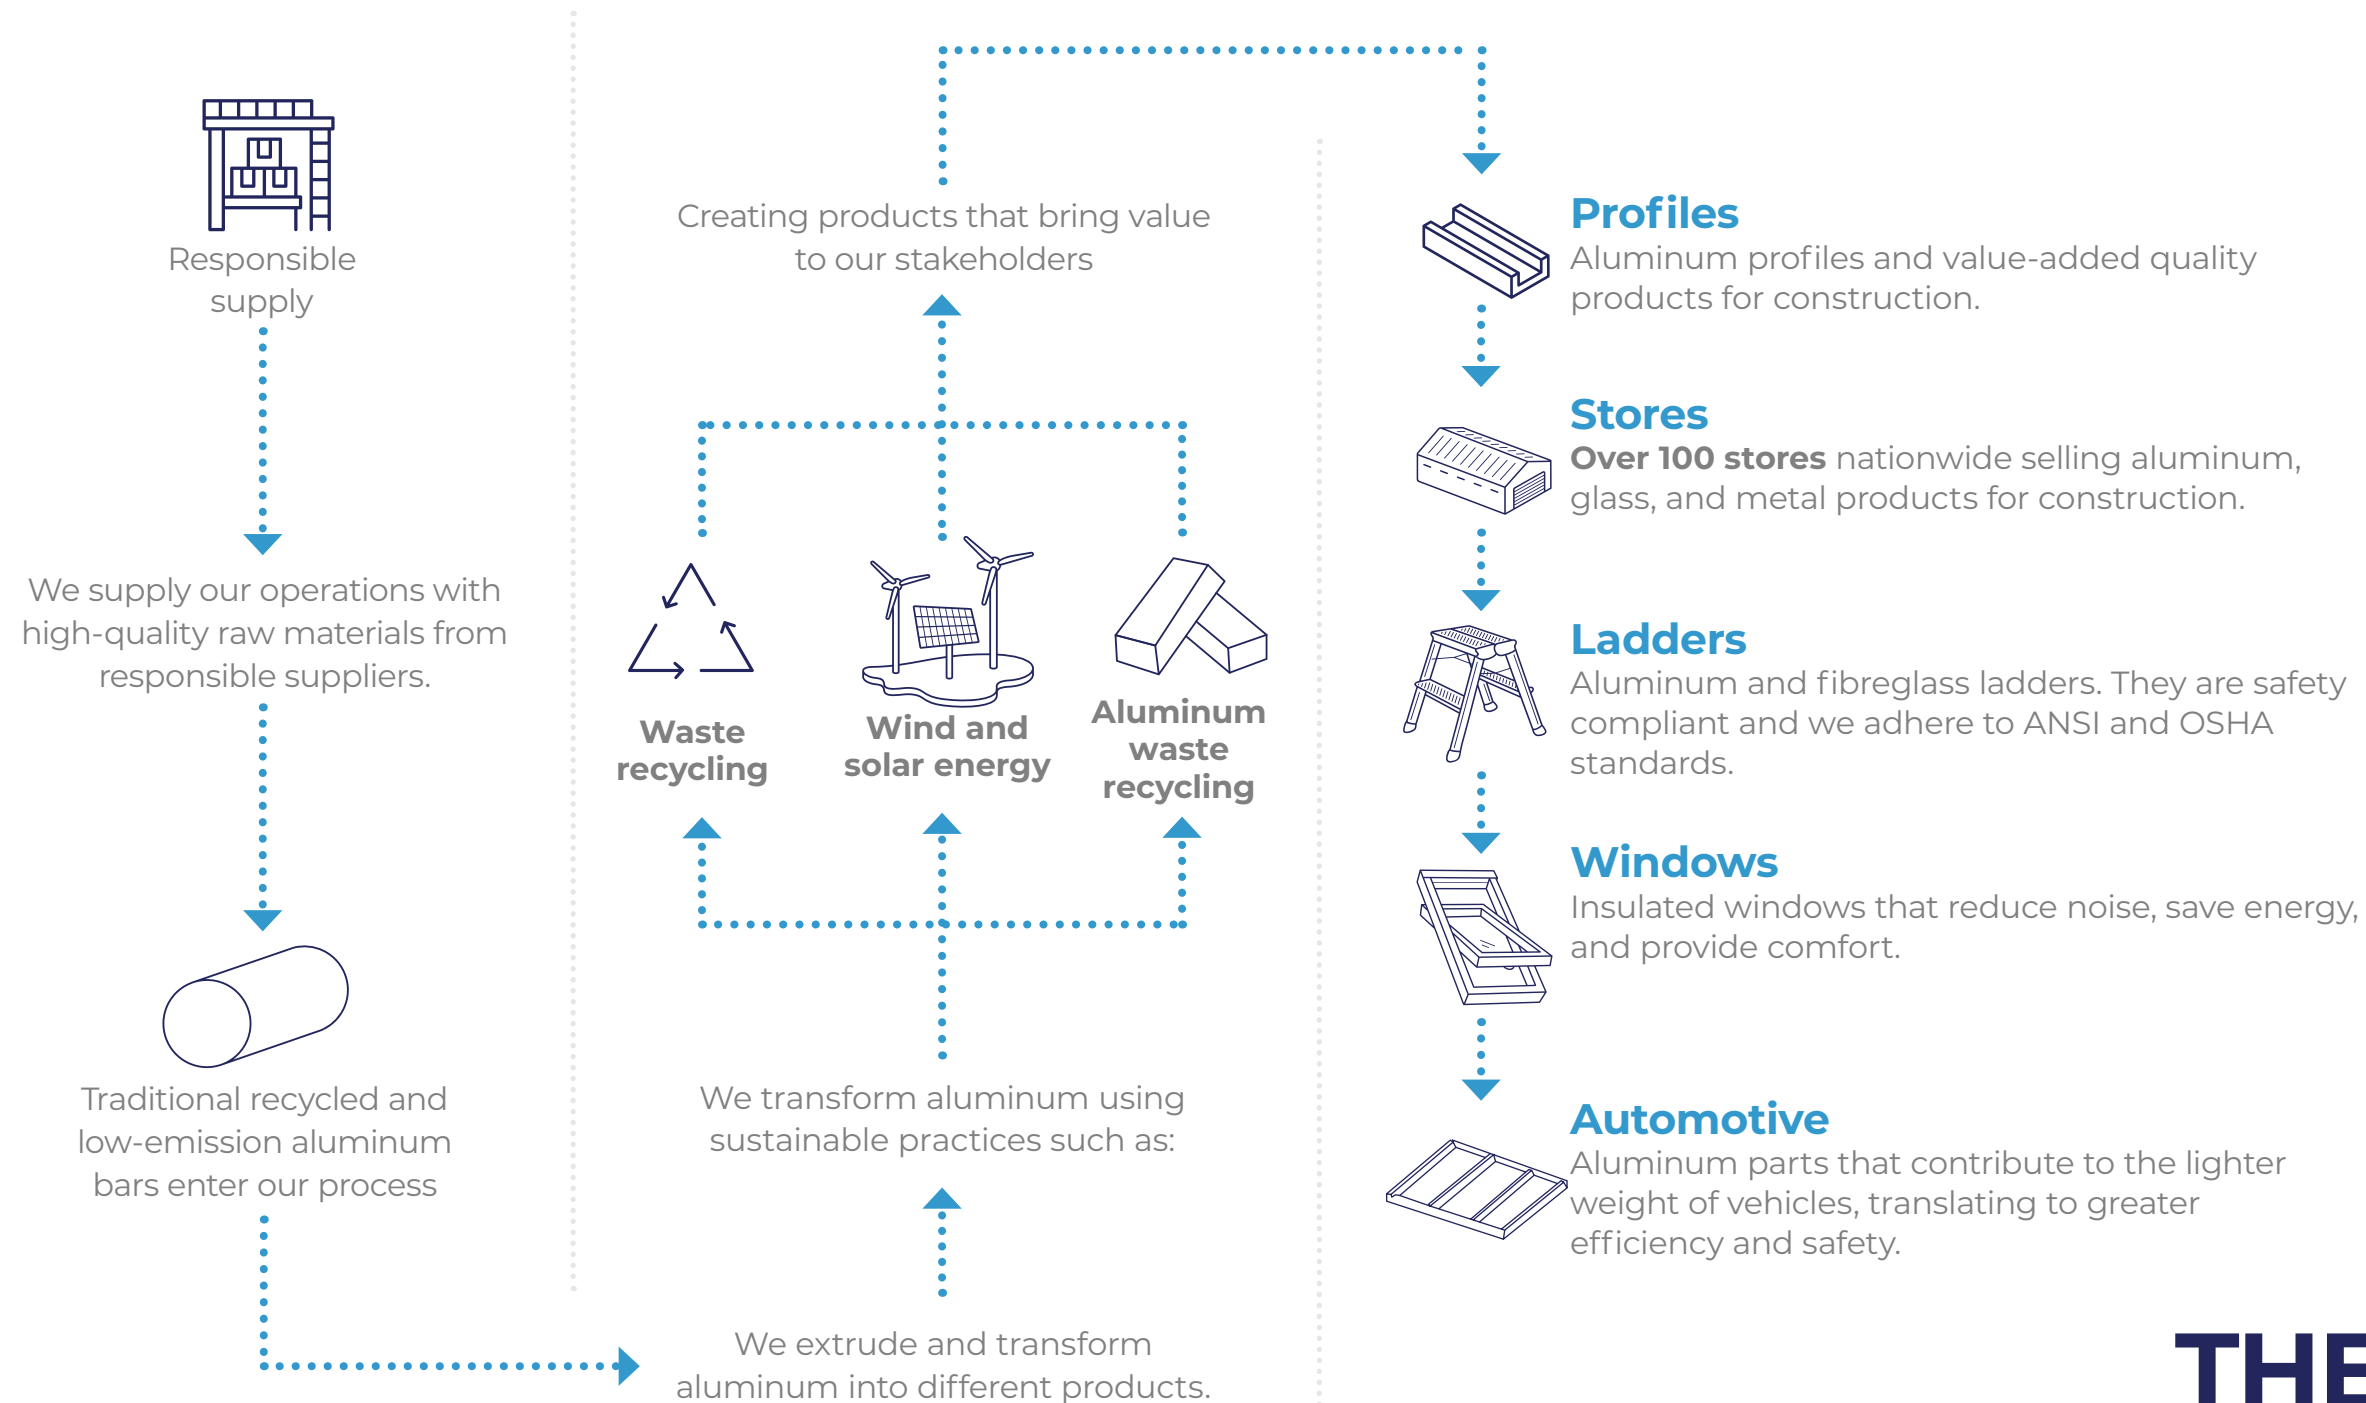 Responsible
supply
We supply our operations with
high-quality raw materials from
responsible suppliers.
Traditional recycled and
low-emission aluminum
bars enter our process
We extrude and transform
aluminum into different products.
We transform aluminum using
sustainable practices such as:
Waste
recycling
Wind and
solar energy
Aluminum
waste
recycling
Creating products that bring value
to our stakeholders
Profiles
Aluminum profiles and value-added quality
products for construction.
Stores
Over 100 stores nationwide selling aluminum,
glass, and metal products for construction.
Ladders
Aluminum and fibreglass ladders. They are safety
compliant and we adhere to ANSI and OSHA
standards.
Windows
Insulated windows that reduce noise, save energy,
and provide comfort.
Automotive
Aluminum parts that contribute to the lighter
weight of vehicles, translating to greater
efficiency and safety.
THE